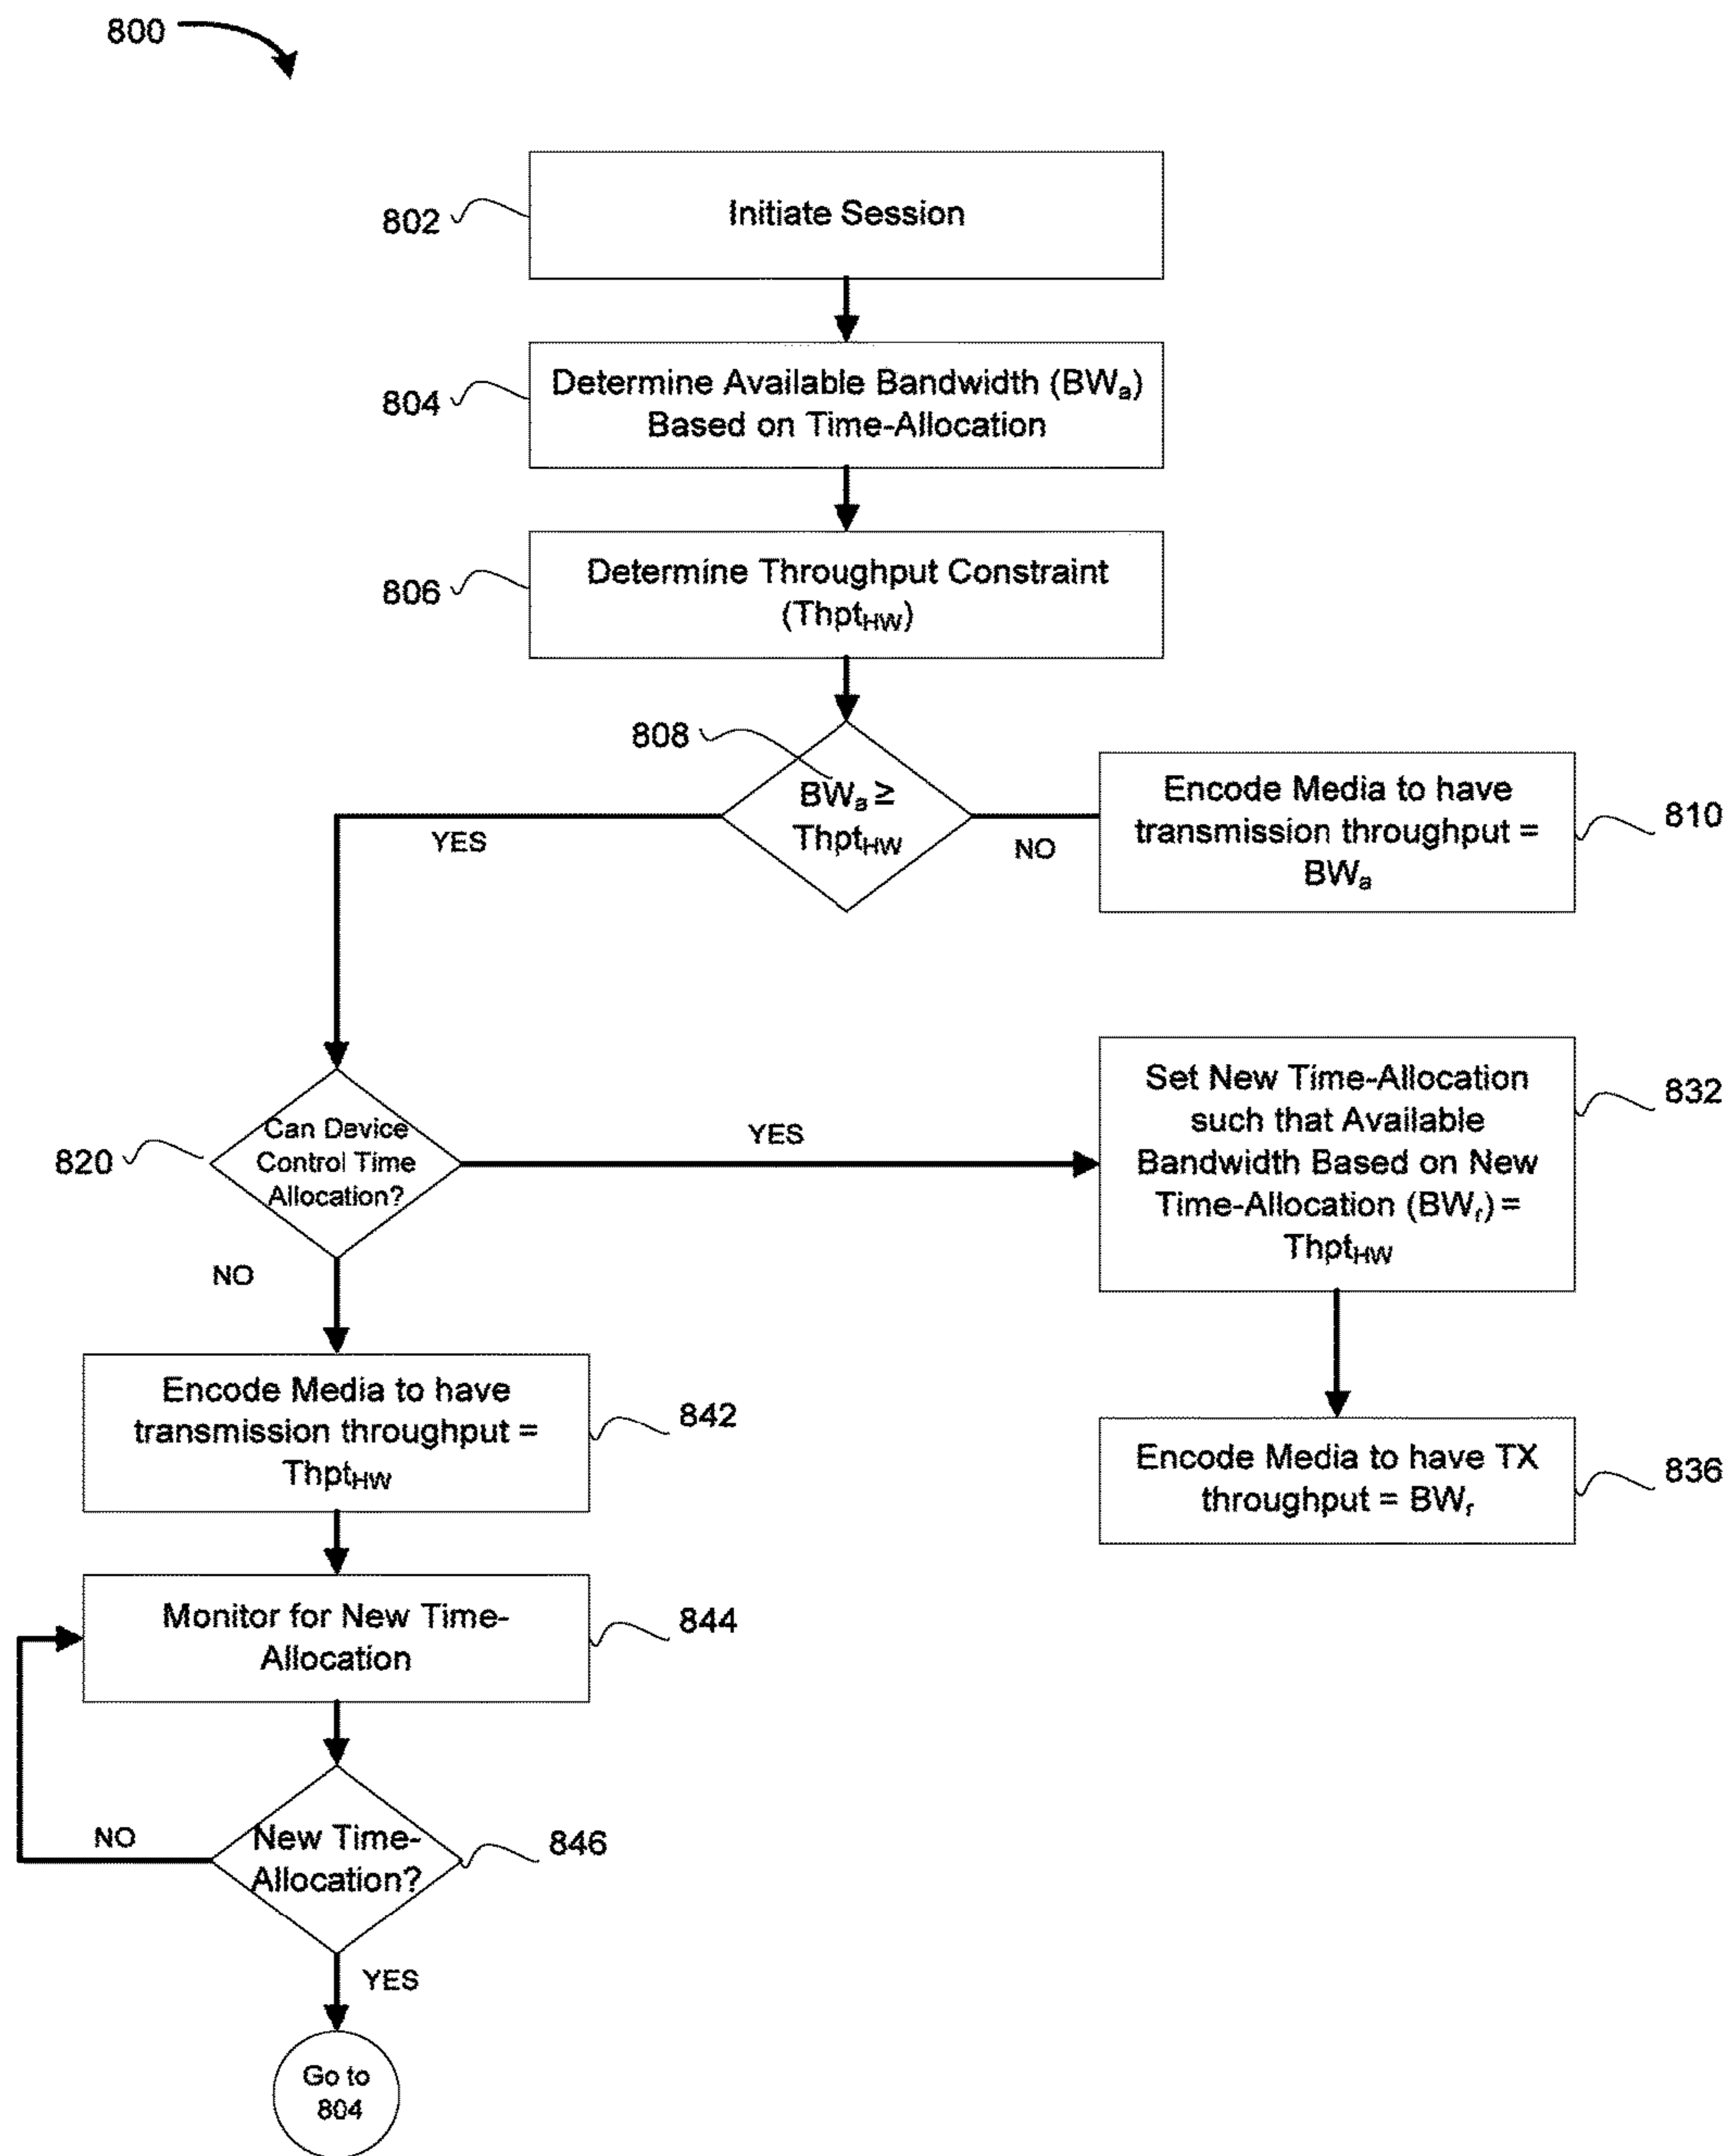 800
802
Initiate Session
804
Determine Available Bandwidth (BWₐ)
Based on Time-Allocation
806
Determine Throughput Constraint
(Thpt_HW)
808
BWₐ ≥
Thpt_HW
YES
NO
Encode Media to have
transmission throughput =
BWₐ
810
820
Can Device
Control Time
Allocation?
YES
NO
Set New Time-Allocation
such that Available
Bandwidth Based on New
Time-Allocation (BWᵣ) =
Thpt_HW
832
Encode Media to have TX
throughput = BWᵣ
836
Encode Media to have
transmission throughput =
Thpt_HW
842
Monitor for New Time-
Allocation
844
NO
New Time-
Allocation?
846
YES
Go to
804